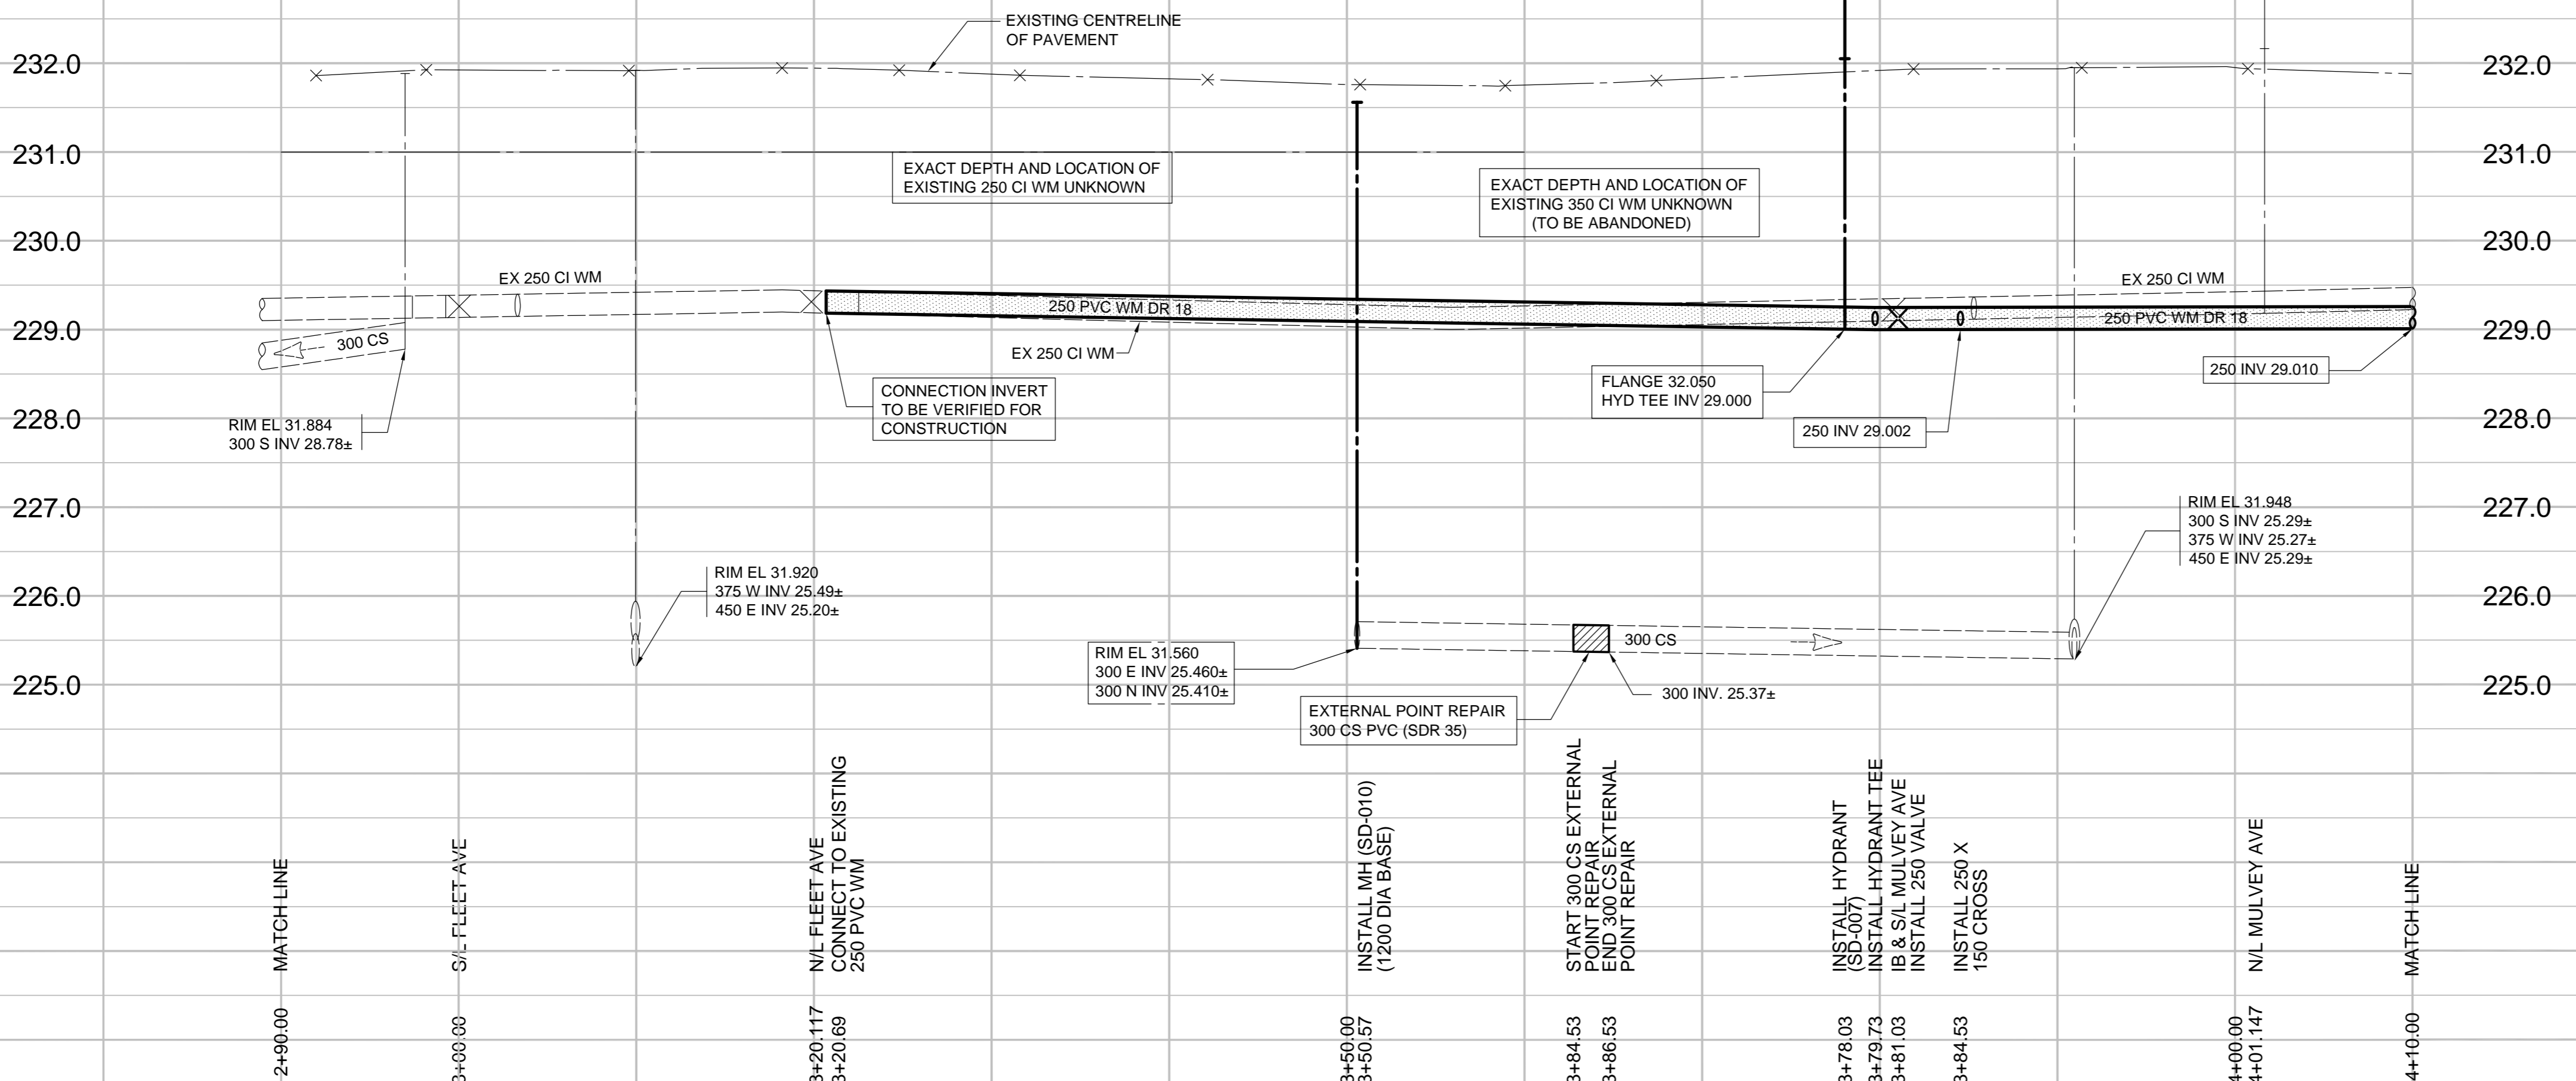 EXISTING CENTRELINE
OF PAVEMENT
232.0
232.0
231.0
231.0
EXACT DEPTH AND LOCATION OF
EXISTING 250 CI WM UNKNOWN
EXACT DEPTH AND LOCATION OF
EXISTING 350 CI WM UNKNOWN
(TO BE ABANDONED)
230.0
230.0
EX 250 CI WM
EX 250 CI WM
250 PVC WM DR 18
250 PVC WM DR 18
229.0
229.0
300 CS
EX 250 CI WM
250 INV 29.010
FLANGE 32.050
HYD TEE INV 29.000
CONNECTION INVERT
TO BE VERIFIED FOR
CONSTRUCTION
228.0
228.0
RIM EL 31.884
300 S INV 28.78±
250 INV 29.002
227.0
227.0
RIM EL 31.948
300 S INV 25.29±
375 W INV 25.27±
450 E INV 25.29±
226.0
226.0
RIM EL 31.920
375 W INV 25.49±
450 E INV 25.20±
RIM EL 31.560
300 E INV 25.460±
300 N INV 25.410±
300 CS
225.0
225.0
300 INV. 25.37±
EXTERNAL POINT REPAIR
300 CS PVC (SDR 35)
MATCH LINE
S/L FLEET AVE
N/L FLEET AVE
CONNECT TO EXISTING
250 PVC WM
INSTALL MH (SD-010)
(1200 DIA BASE)
START 300 CS EXTERNAL
POINT REPAIR
END 300 CS EXTERNAL
POINT REPAIR
INSTALL HYDRANT
(SD-007)
INSTALL HYDRANT TEE
IB & S/L MULVEY AVE
INSTALL 250 VALVE
INSTALL 250 X
150 CROSS
N/L MULVEY AVE
MATCH LINE
2+90.00
3+00.00
3+20.117
3+20.69
3+50.00
3+50.57
3+84.53
3+86.53
3+78.03
3+79.73
3+81.03
3+84.53
4+00.00
4+01.147
4+10.00